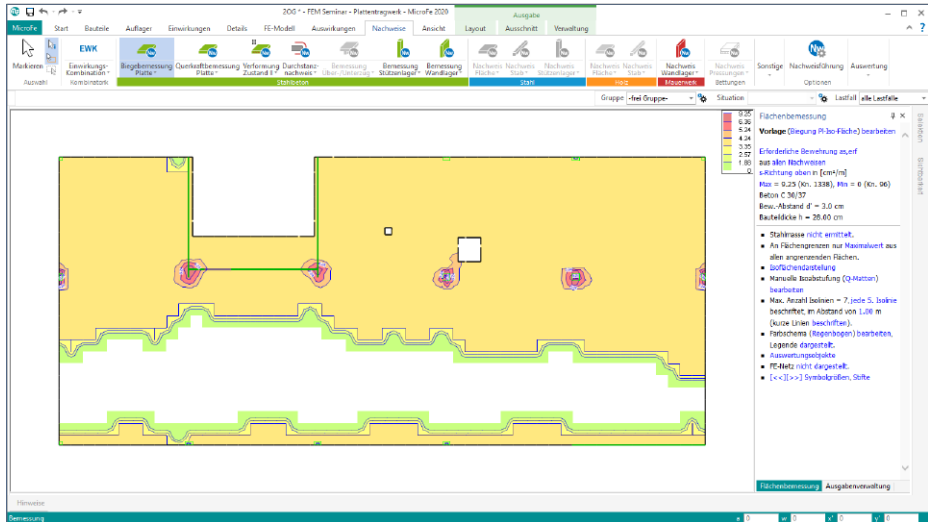 2OG * - FEM Seminar - Plattentragwerk - MicroFe 2020
Ausgabe
MicroFe Start Bauteile Auflager Einwirkungen Details FE-Modell Auswirkungen Nachweise Ansicht Layout Ausschnitt Verwaltung
EWK
Markieren
Einwirkungs-
Kombination
Biegebemessung
Platte
Querkraftbemessung
Platte
Verformung
Zustand II
Durchstanz-
nachweis
Bemessung
Über-/Unterzug
Bemessung
Stützenlager
Bemessung
Wandlager
Nachweis
Fläche
Nachweis
Stab
Nachweis
Stützenlager
Nachweis
Fläche
Nachweis
Stab
Nachweis
Wandlager
Nachweis
Pressungen
Sonstige
Nachweisführung
Auswertung
Auswahl Kombinatorik Stahlbeton Stahl Holz Mauerwerk Bettungen Optionen
Gruppe -frei Gruppe- Situation Lastfall alle Lastfälle
9.25
6.36
5.24
4.24
3.35
2.57
1.88
0
Flächenbemessung
Vorlage (Biegung Pl-Iso-Fläche) bearbeiten
Erforderliche Bewehrung as,erf
aus allen Nachweisen
s-Richtung oben in [cm²/m]
Max = 9.25 (Kn. 1338), Min = 0 (Kn. 96)
Beton C 30/37
Bew.-Abstand d' = 3.0 cm
Bauteildicke h = 28.00 cm
• Stahlmasse nicht ermittelt.
• An Flächengrenzen nur Maximalwert aus
allen angrenzenden Flächen.
• Isoflächendarstellung
• Manuelle Isoabstufung (Q-Matten)
bearbeiten
• Max. Anzahl Isolinien = 7, jede 5. Isolinie
beschriftet, im Abstand von 1.00 m
(kurze Linien beschriften).
• Farbschema (Regenbogen) bearbeiten,
Legende dargestellt.
• Auswertungsobjekte
• FE-Netz nicht dargestellt.
• [<<][>>] Symbolgrößen, Stifte
Selektion
Sichtbarkeit
Flächenbemessung Ausgabenverwaltung
Hinweise
Bemessung
0 w 0 x' 0 y' 0